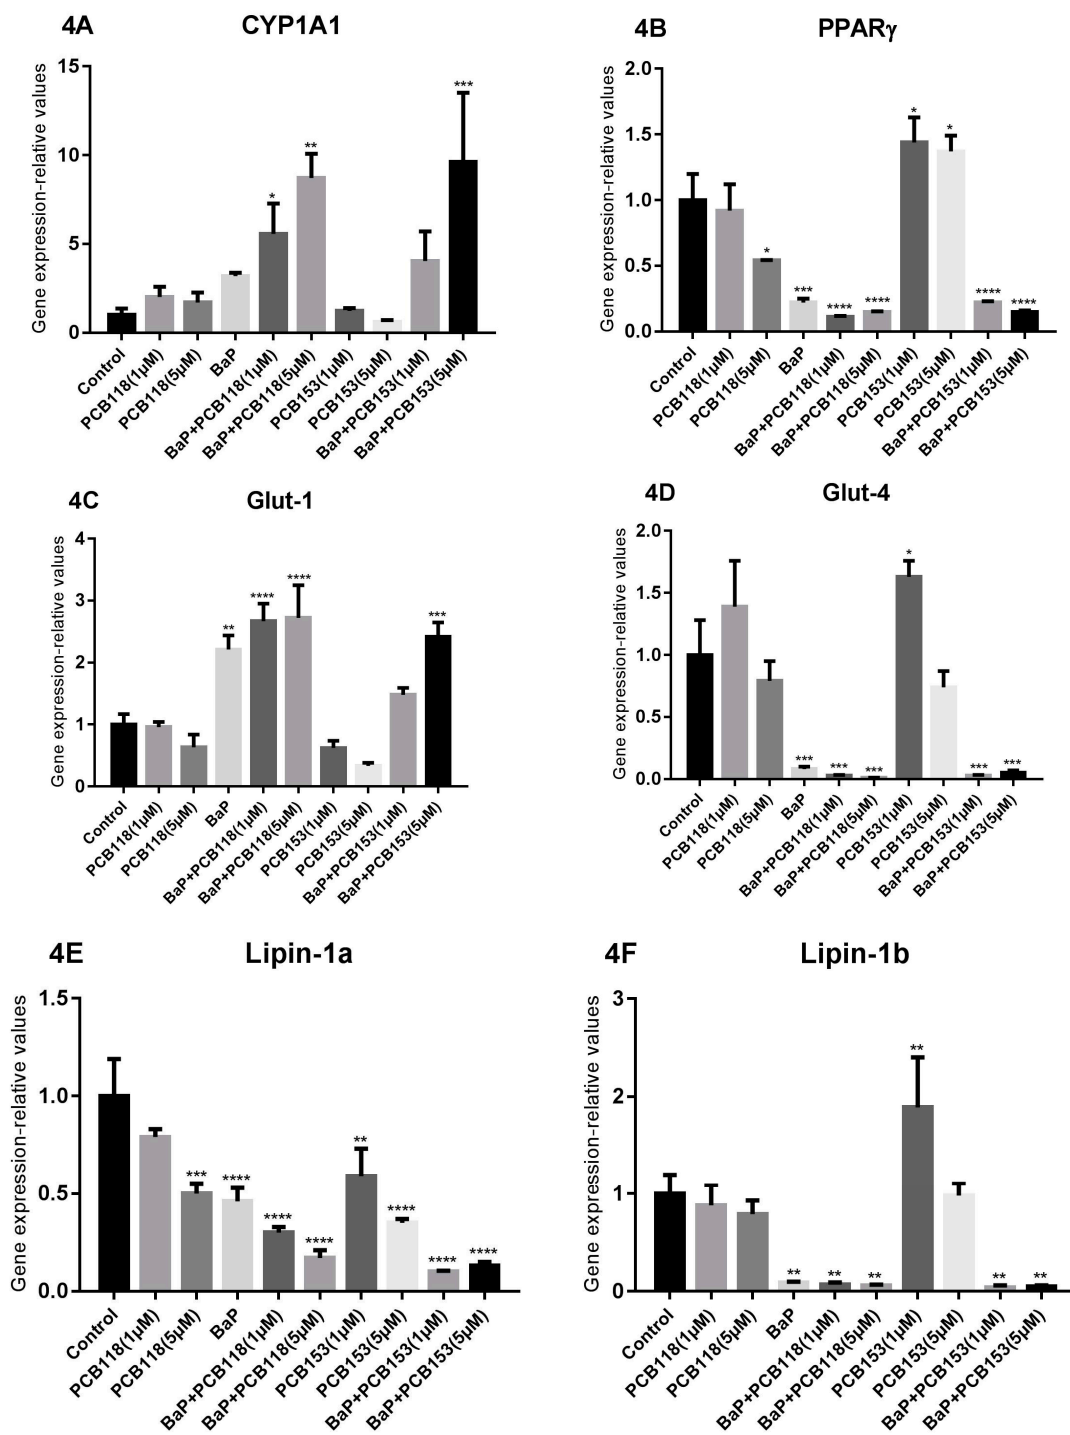 4A CYP1A1
Gene expression-relative values
15
10
5
0
*
**
***
Control
PCB118(1µM)
PCB118(5µM)
BaP
BaP+PCB118(1µM)
BaP+PCB118(5µM)
PCB153(1µM)
PCB153(5µM)
BaP+PCB153(1µM)
BaP+PCB153(5µM)
4B PPARγ
Gene expression-relative values
2.0
1.5
1.0
0.5
0.0
*
***
****
****
*
*
****
****
Control
PCB118(1µM)
PCB118(5µM)
BaP
BaP+PCB118(1µM)
BaP+PCB118(5µM)
PCB153(1µM)
PCB153(5µM)
BaP+PCB153(1µM)
BaP+PCB153(5µM)
4C Glut-1
Gene expression-relative values
4
3
2
1
0
**
****
****
***
Control
PCB118(1µM)
PCB118(5µM)
BaP
BaP+PCB118(1µM)
BaP+PCB118(5µM)
PCB153(1µM)
PCB153(5µM)
BaP+PCB153(1µM)
BaP+PCB153(5µM)
4D Glut-4
Gene expression-relative values
2.0
1.5
1.0
0.5
0.0
***
***
***
*
***
***
Control
PCB118(1µM)
PCB118(5µM)
BaP
BaP+PCB118(1µM)
BaP+PCB118(5µM)
PCB153(1µM)
PCB153(5µM)
BaP+PCB153(1µM)
BaP+PCB153(5µM)
4E Lipin-1a
Gene expression-relative values
1.5
1.0
0.5
0.0
***
****
****
****
**
****
****
****
Control
PCB118(1µM)
PCB118(5µM)
BaP
BaP+PCB118(1µM)
BaP+PCB118(5µM)
PCB153(1µM)
PCB153(5µM)
BaP+PCB153(1µM)
BaP+PCB153(5µM)
4F Lipin-1b
Gene expression-relative values
3
2
1
0
**
**
**
**
**
**
Control
PCB118(1µM)
PCB118(5µM)
BaP
BaP+PCB118(1µM)
BaP+PCB118(5µM)
PCB153(1µM)
PCB153(5µM)
BaP+PCB153(1µM)
BaP+PCB153(5µM)